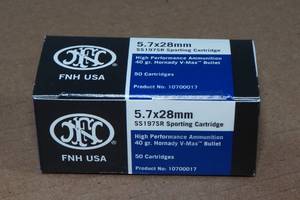 FN
FNH USA
5.7x28mm
SS197SR Sporting Cartridge
High Performance Ammunition
40 gr. Hornady V-Max™ Bullet
50 Cartridges
Product No: 10700017
FN
FNH USA
5.7x28mm
SS197SR Sporting Cartridge
High Performance Ammunition
40 gr. Hornady V-Max™ Bullet
50 Cartridges
Product No: 10700017